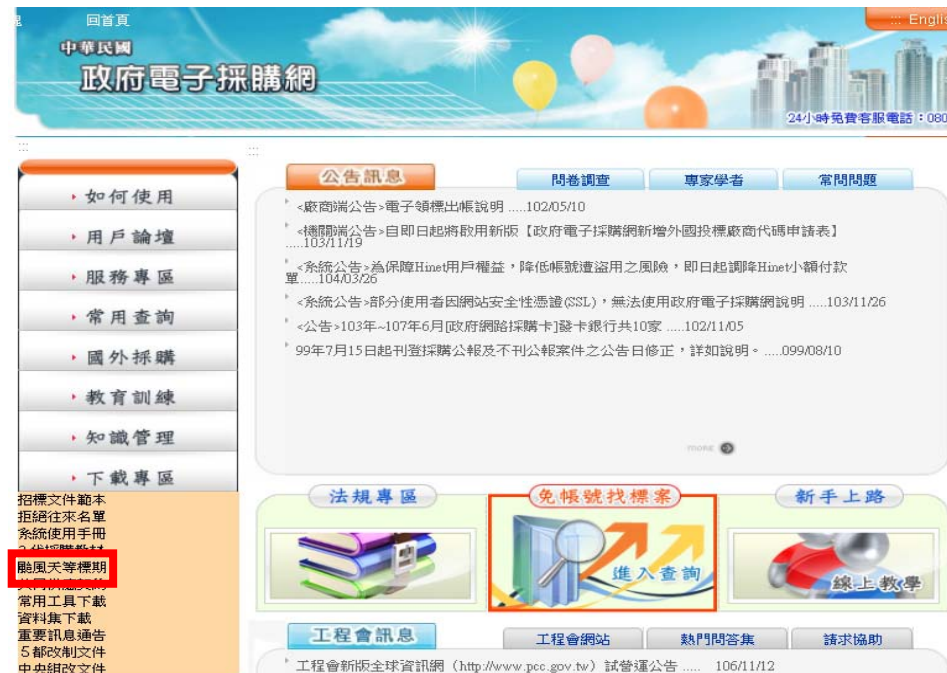 回首頁
::: Englis
中華民國
政府電子採購網
24小時免費客服電話：080
如何使用
用戶論壇
服務專區
常用查詢
國外採購
教育訓練
知識管理
下載專區
招標文件範本
拒絕往來名單
系統使用手冊
颱風天等標期
常用工具下載
資料集下載
重要訊息通告
5都改制文件
中央組改文件
公告訊息
問卷調查
專家學者
常問問題
<廠商端公告>電子領標出帳說明 .....102/05/10
<機關端公告>自即日起將啟用新版【政府電子採購網新增外國投標廠商代碼申請表】
.....103/11/19
<系統公告>為保障Hinet用戶權益，降低帳號遭盜用之風險，即日起調降Hinet小額付款
單.....104/03/26
<系統公告>部分使用者因網站安全性憑證(SSL)，無法使用政府電子採購網說明 .....103/11/26
<公告>103年~107年6月[政府網路採購卡]發卡銀行共10家 .....102/11/05
99年7月15日起刊登採購公報及不刊公報案件之公告日修正，詳如說明。.....099/08/10
more
法規專區
免帳號找標案
進入查詢
新手上路
線上教學
工程會訊息
工程會網站
熱門問答集
請求協助
工程會新版全球資訊網（http://www.pcc.gov.tw）試營運公告 ..... 106/11/12